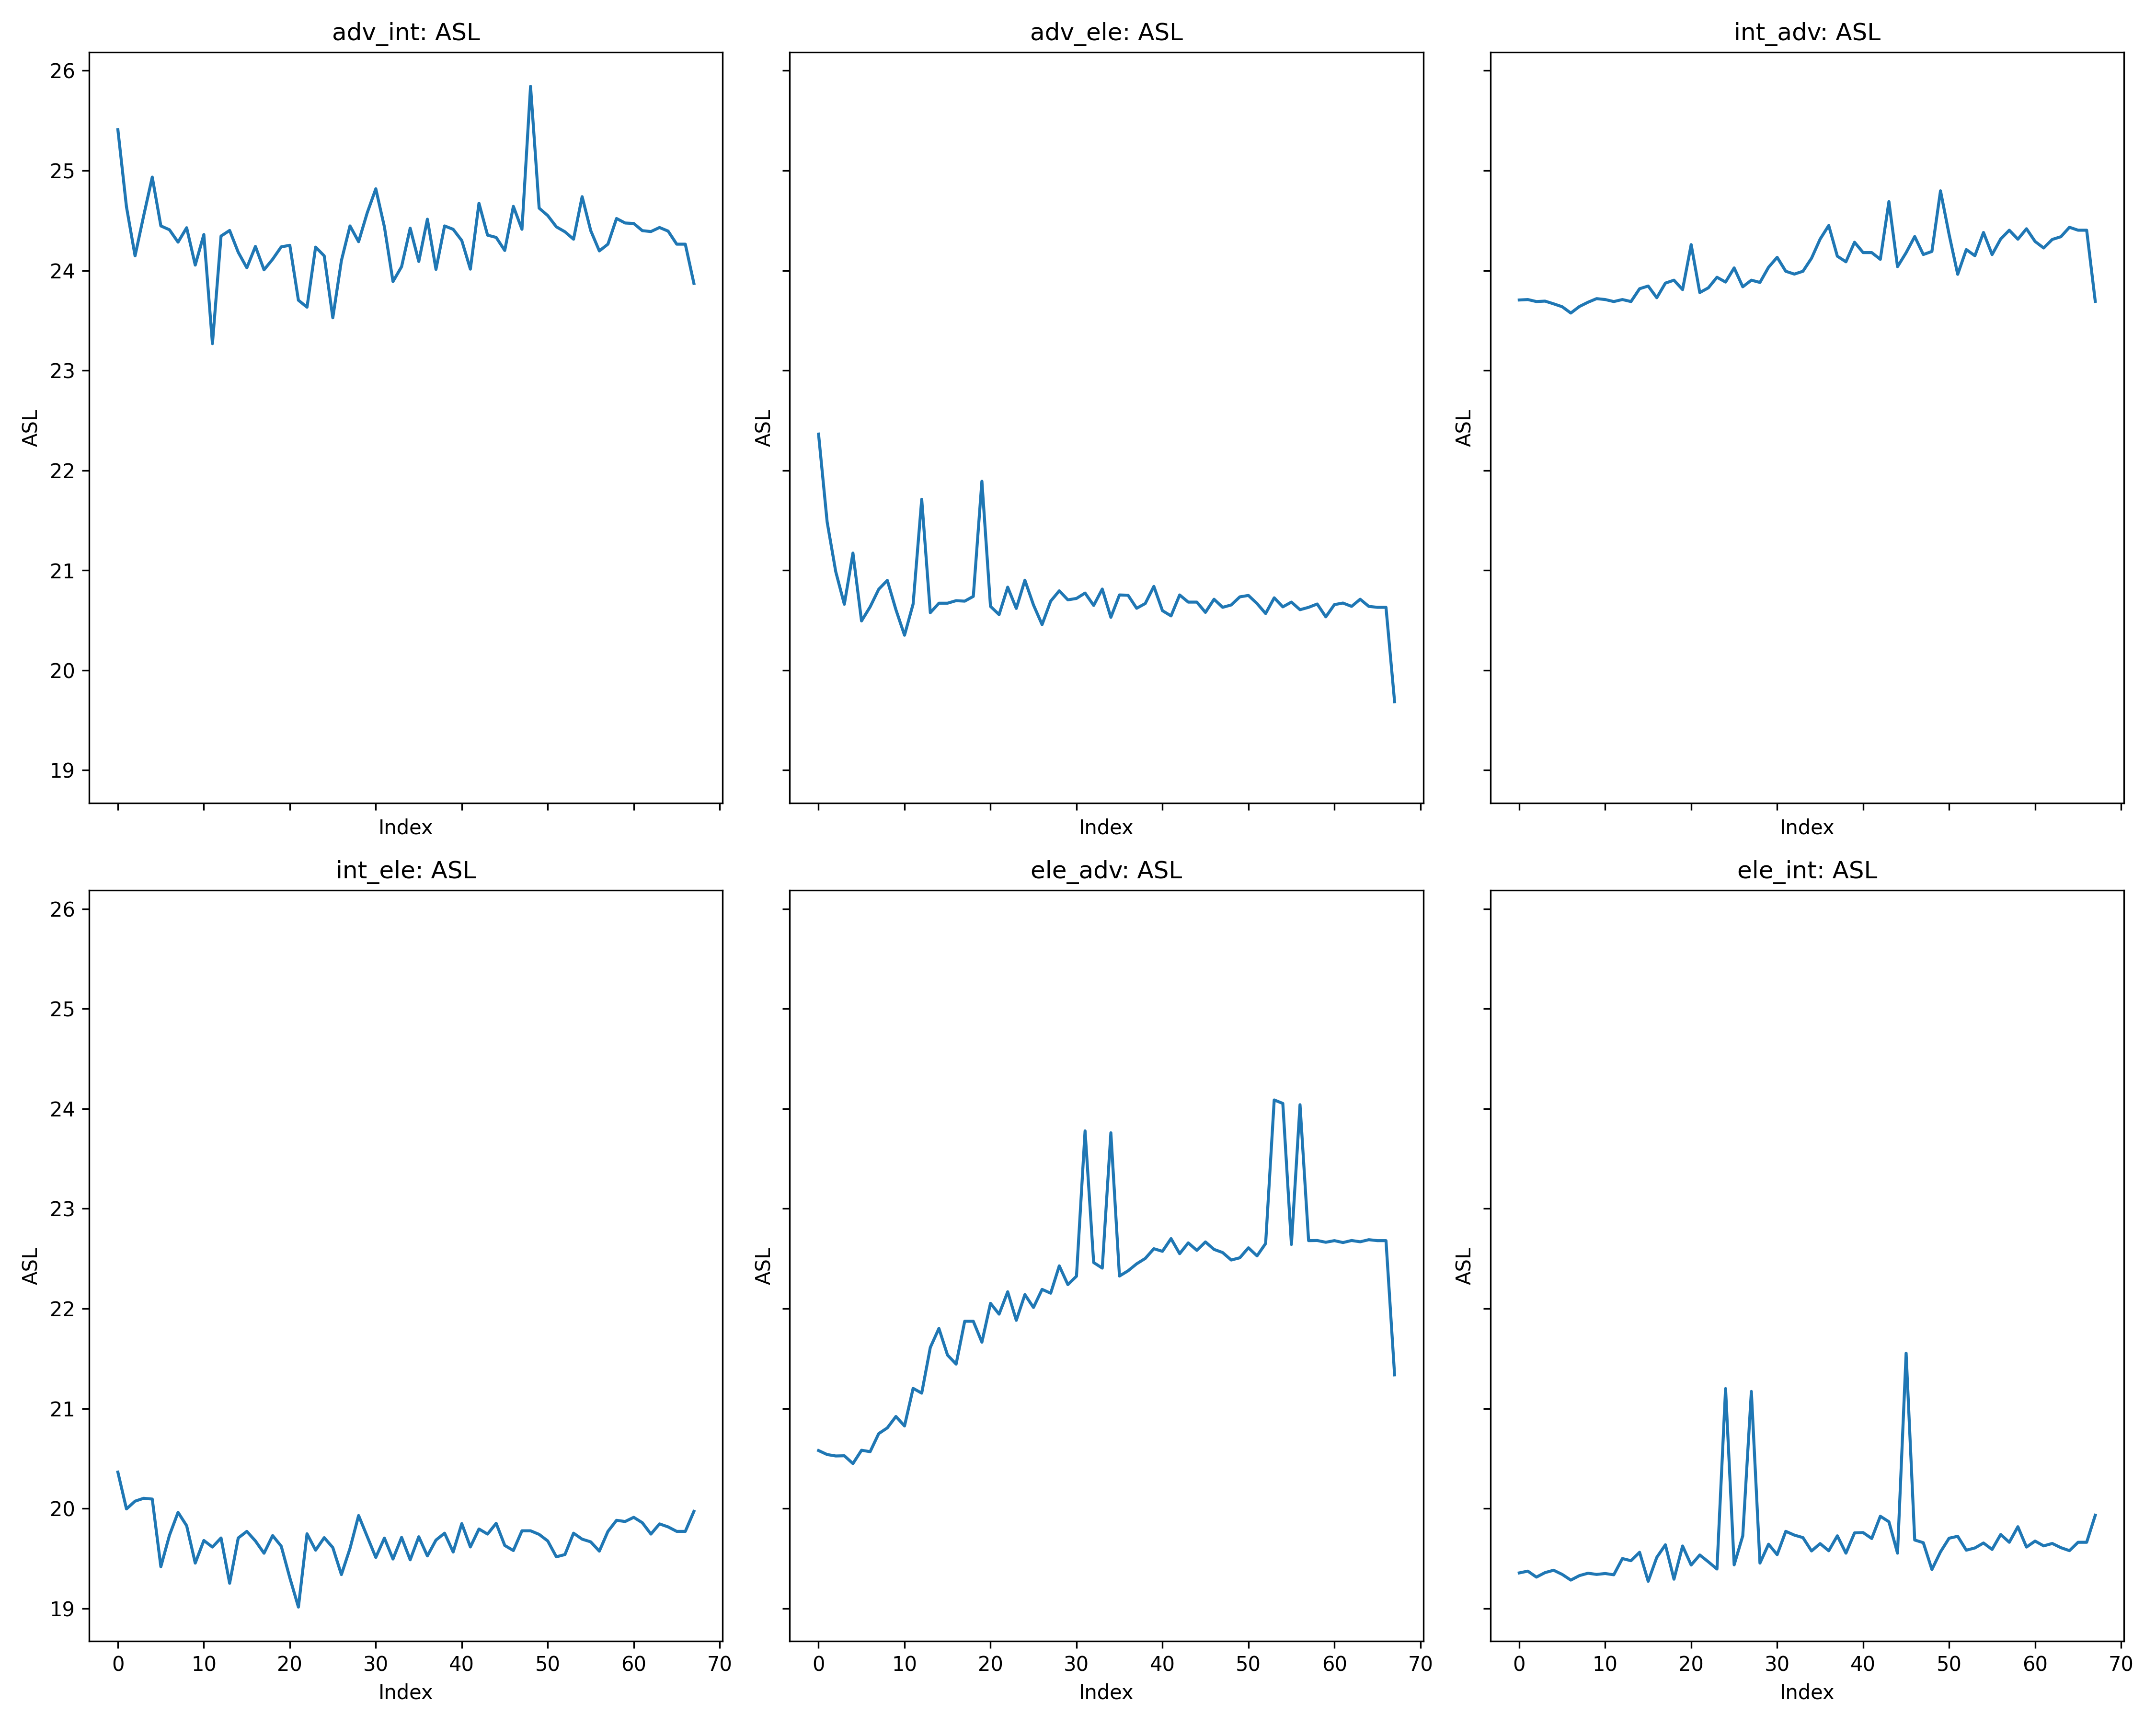 adv_int: ASL
adv_ele: ASL
int_adv: ASL
26
25
24
23
22
21
20
19
ASL
ASL
ASL
Index
Index
Index
int_ele: ASL
ele_adv: ASL
ele_int: ASL
26
25
24
23
22
21
20
19
ASL
ASL
ASL
0 10 20 30 40 50 60 70
0 10 20 30 40 50 60 70
0 10 20 30 40 50 60 70
Index
Index
Index